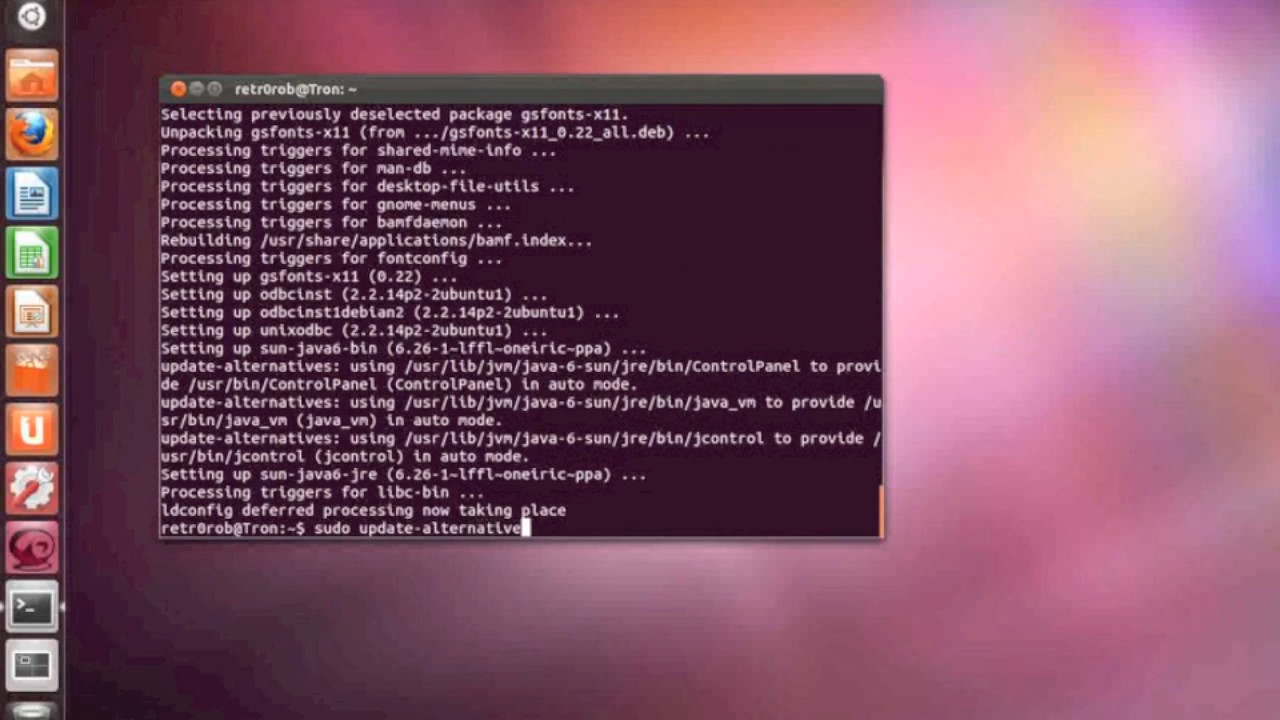 retr0rob@Tron: ~
Selecting previously deselected package gsfonts-x11.
Unpacking gsfonts-x11 (from .../gsfonts-x11_0.22_all.deb) ...
Processing triggers for shared-mime-info ...
Processing triggers for man-db ...
Processing triggers for desktop-file-utils ...
Processing triggers for gnome-menus ...
Processing triggers for bamfdaemon ...
Rebuilding /usr/share/applications/bamf.index...
Processing triggers for fontconfig ...
Setting up gsfonts-x11 (0.22) ...
Setting up odbcinst (2.2.14p2-2ubuntu1) ...
Setting up odbcinst1debian2 (2.2.14p2-2ubuntu1) ...
Setting up unixodbc (2.2.14p2-2ubuntu1) ...
Setting up sun-java6-bin (6.26-1~lffl~oneiric~ppa) ...
update-alternatives: using /usr/lib/jvm/java-6-sun/jre/bin/ControlPanel to provi
de /usr/bin/ControlPanel (ControlPanel) in auto mode.
update-alternatives: using /usr/lib/jvm/java-6-sun/jre/bin/java_vm to provide /u
sr/bin/java_vm (java_vm) in auto mode.
update-alternatives: using /usr/lib/jvm/java-6-sun/jre/bin/jcontrol to provide /
usr/bin/jcontrol (jcontrol) in auto mode.
Setting up sun-java6-jre (6.26-1~lffl~oneiric~ppa) ...
Processing triggers for libc-bin ...
ldconfig deferred processing now taking place
retr0rob@Tron:~$ sudo update-alternative